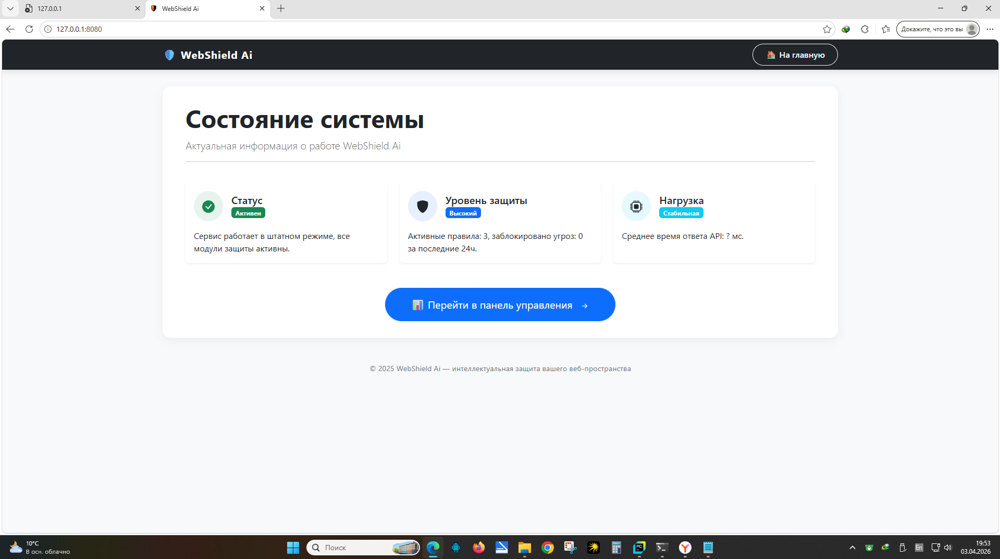 127.0.0.1
WebShield Ai
127.0.0.1:8080
Докажите, что это вы
WebShield Ai
На главную
Состояние системы
Актуальная информация о работе WebShield Ai
Статус
Активен
Сервис работает в штатном режиме, все
модули защиты активны.
Уровень защиты
Высокий
Активные правила: 3, заблокировано угроз: 0
за последние 24ч.
Нагрузка
Стабильная
Среднее время ответа API: ? мс.
Перейти в панель управления →
© 2025 WebShield Ai — интеллектуальная защита вашего веб-пространства
10°C
В осн. облачно
Поиск
PC
En
19:53
03.04.2026